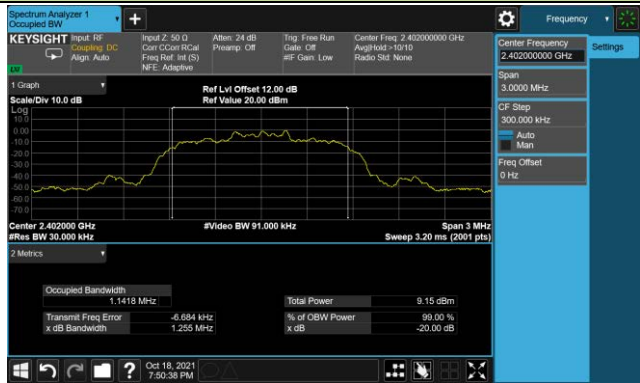 Spectrum Analyzer 1
Occupied BW
Frequency
KEYSIGHT
Input: RF
Coupling: DC
Align: Auto
Input Z: 50 Ω
Corr CCorr RCal
Freq Ref: Int (S)
NFE: Adaptive
Atten: 24 dB
Preamp: Off
Trig: Free Run
Gate: Off
#IF Gain: Low
Center Freq: 2.402000000 GHz
Avg|Hold:>10/10
Radio Std: None
Center Frequency
2.402000000 GHz
Settings
Span
3.0000 MHz
CF Step
300.000 kHz
Auto
Man
Freq Offset
0 Hz
1 Graph
Scale/Div 10.0 dB
Ref Lvl Offset 12.00 dB
Ref Value 20.00 dBm
Log
10.0
0.00
-10.0
-20.0
-30.0
-40.0
-50.0
-60.0
-70.0
Center 2.402000 GHz
#Res BW 30.000 kHz
#Video BW 91.000 kHz
Span 3 MHz
Sweep 3.20 ms (2001 pts)
2 Metrics
Occupied Bandwidth
1.1418 MHz
Total Power 9.15 dBm
Transmit Freq Error -6.684 kHz
% of OBW Power 99.00 %
x dB Bandwidth 1.255 MHz
x dB -20.00 dB
Oct 18, 2021
7:50:38 PM